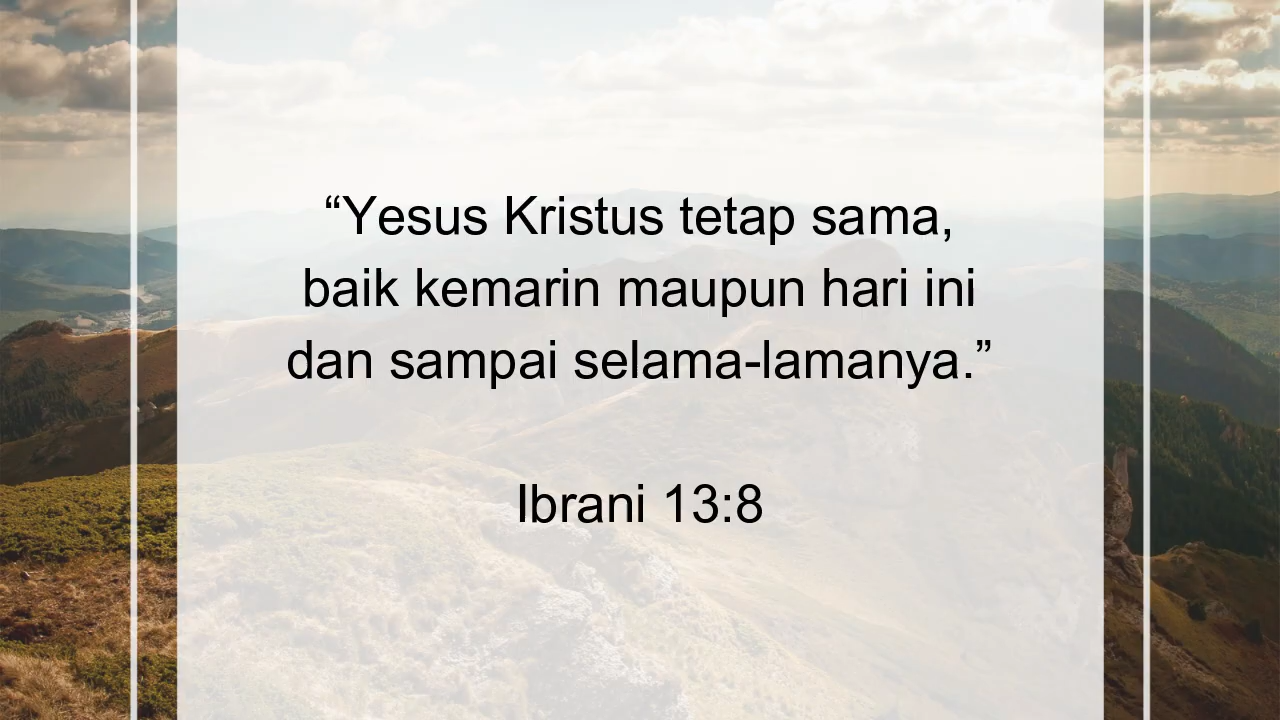 “Yesus Kristus tetap sama,
baik kemarin maupun hari ini
dan sampai selama-lamanya.”
Ibrani 13:8